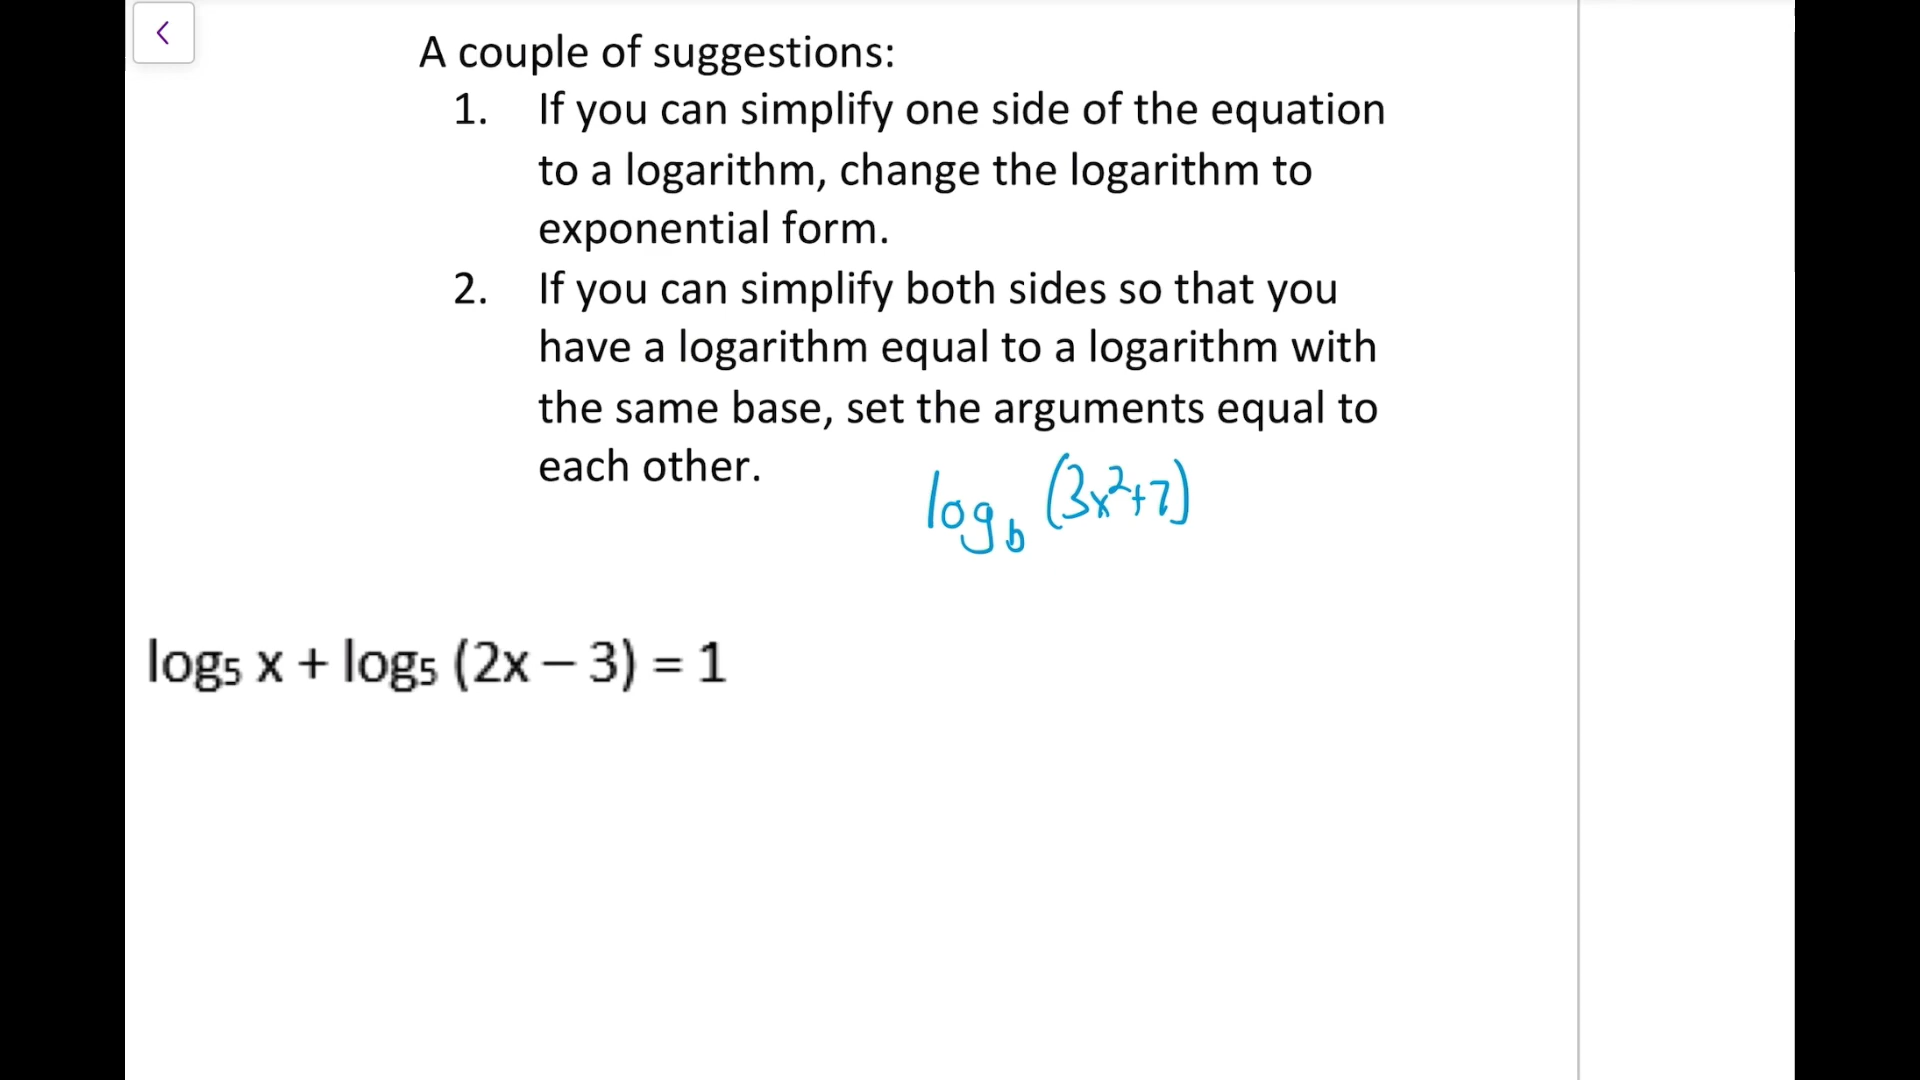 A couple of suggestions:
1. If you can simplify one side of the equation
to a logarithm, change the logarithm to
exponential form.
2. If you can simplify both sides so that you
have a logarithm equal to a logarithm with
the same base, set the arguments equal to
each other.
log_b (3x²+7)
log₅ x + log₅ (2x – 3) = 1